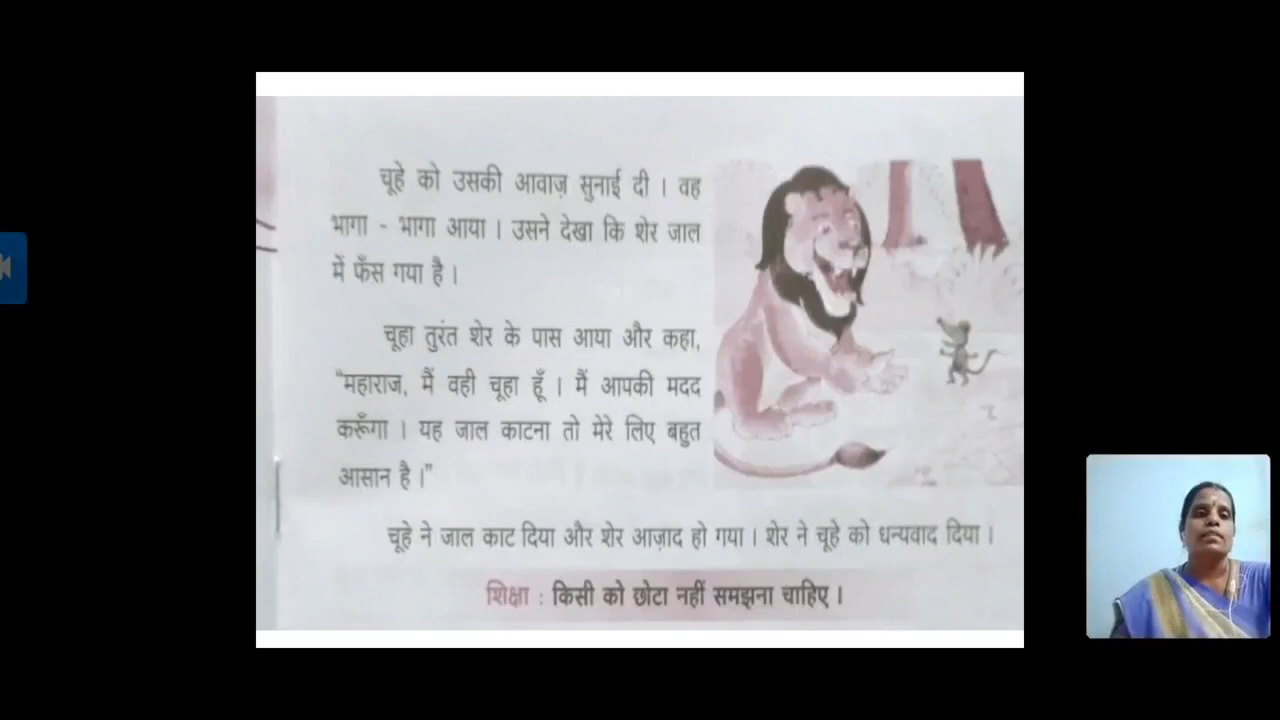 चूहे को उसकी आवाज़ सुनाई दी । वह
भागा - भागा आया । उसने देखा कि शेर जाल
में फँस गया है ।
चूहा तुरंत शेर के पास आया और कहा,
"महाराज, मैं वही चूहा हूँ । मैं आपकी मदद
करूँगा । यह जाल काटना तो मेरे लिए बहुत
आसान है ।"
चूहे ने जाल काट दिया और शेर आज़ाद हो गया । शेर ने चूहे को धन्यवाद दिया ।
शिक्षा : किसी को छोटा नहीं समझना चाहिए ।